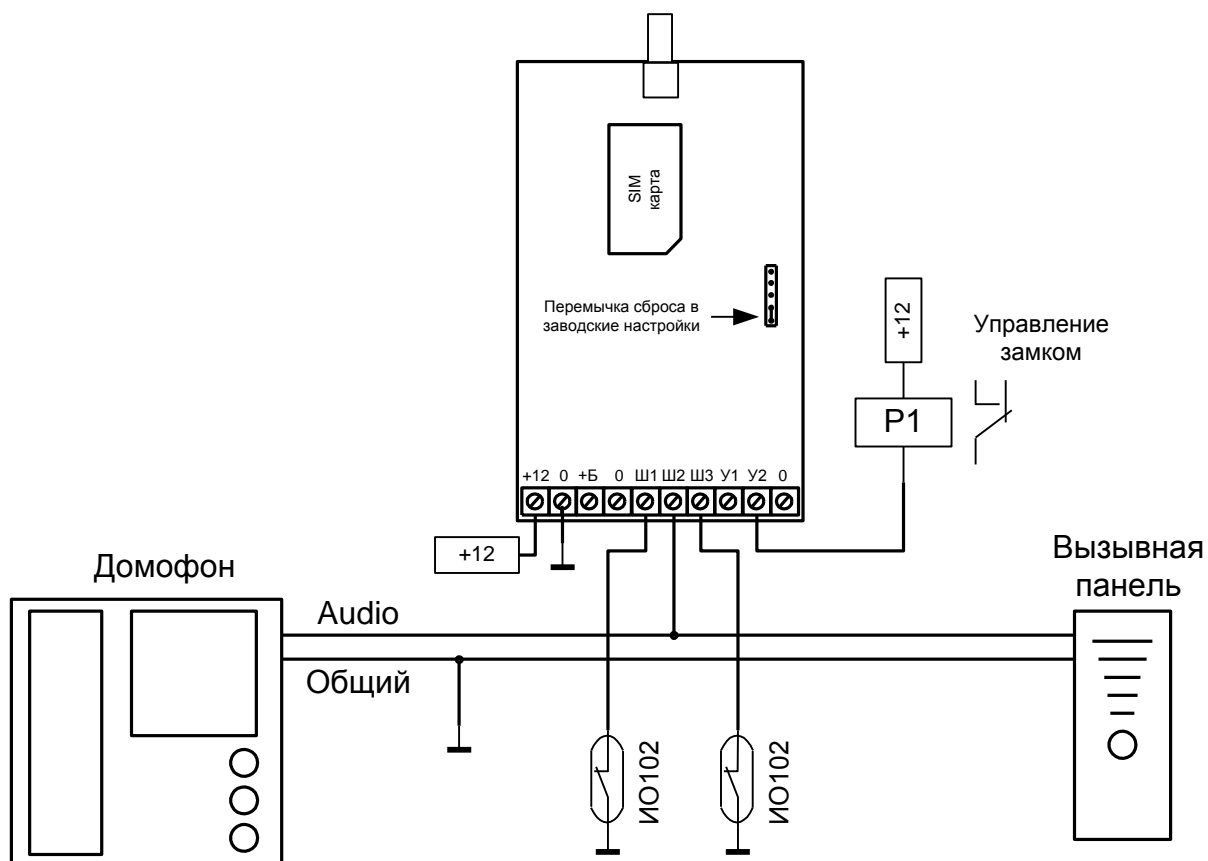 SIM
карта
Перемычка сброса в
заводские настройки
+12
Управление
замком
P1
+12 0 +Б 0 Ш1 Ш2 Ш3 У1 У2 0
+12
Домофон
Вызывная
панель
Audio
Общий
ИО102
ИО102